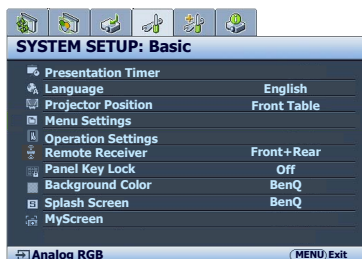 SYSTEM SETUP: Basic
Presentation Timer
Language English
Projector Position Front Table
Menu Settings
Operation Settings
Remote Receiver Front+Rear
Panel Key Lock Off
Background Color BenQ
Splash Screen BenQ
MyScreen
Analog RGB MENU Exit